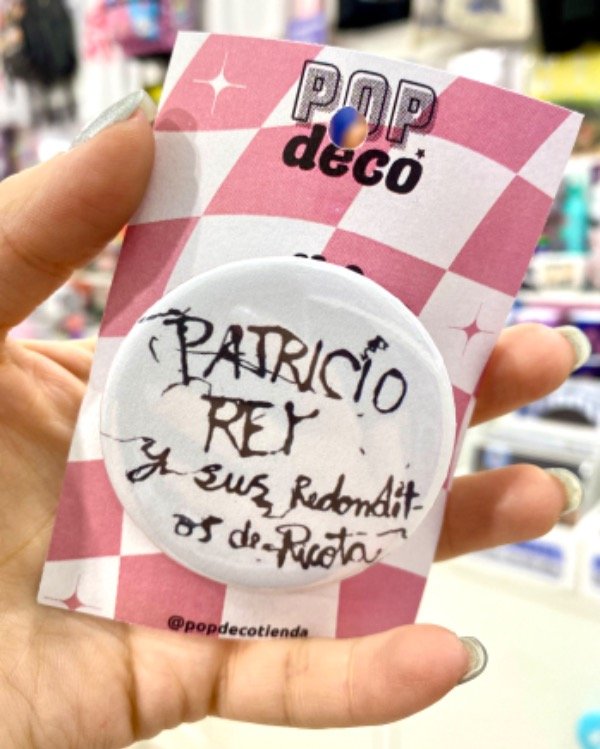 POP
deco
PATRICIO
REY
y sus Redondit-
os de Ricota
@popdecotienda